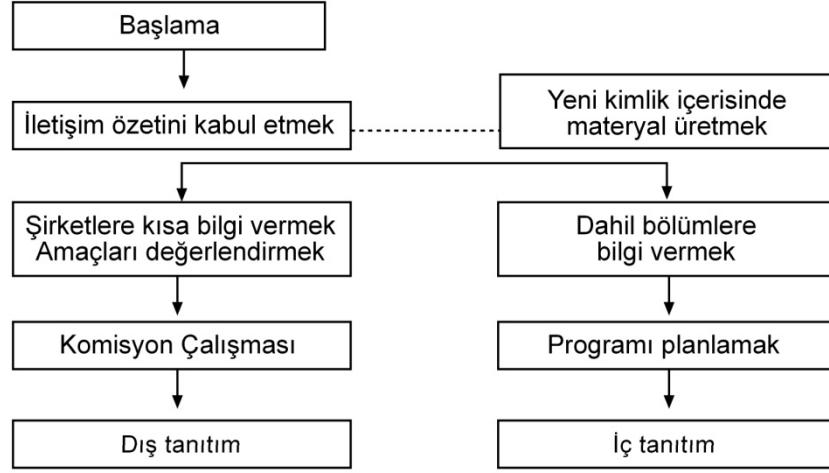 Başlama
İletişim özetini kabul etmek
Yeni kimlik içerisinde
materyal üretmek
Şirketlere kısa bilgi vermek
Amaçları değerlendirmek
Dahil bölümlere
bilgi vermek
Komisyon Çalışması
Programı planlamak
Dış tanıtım
İç tanıtım